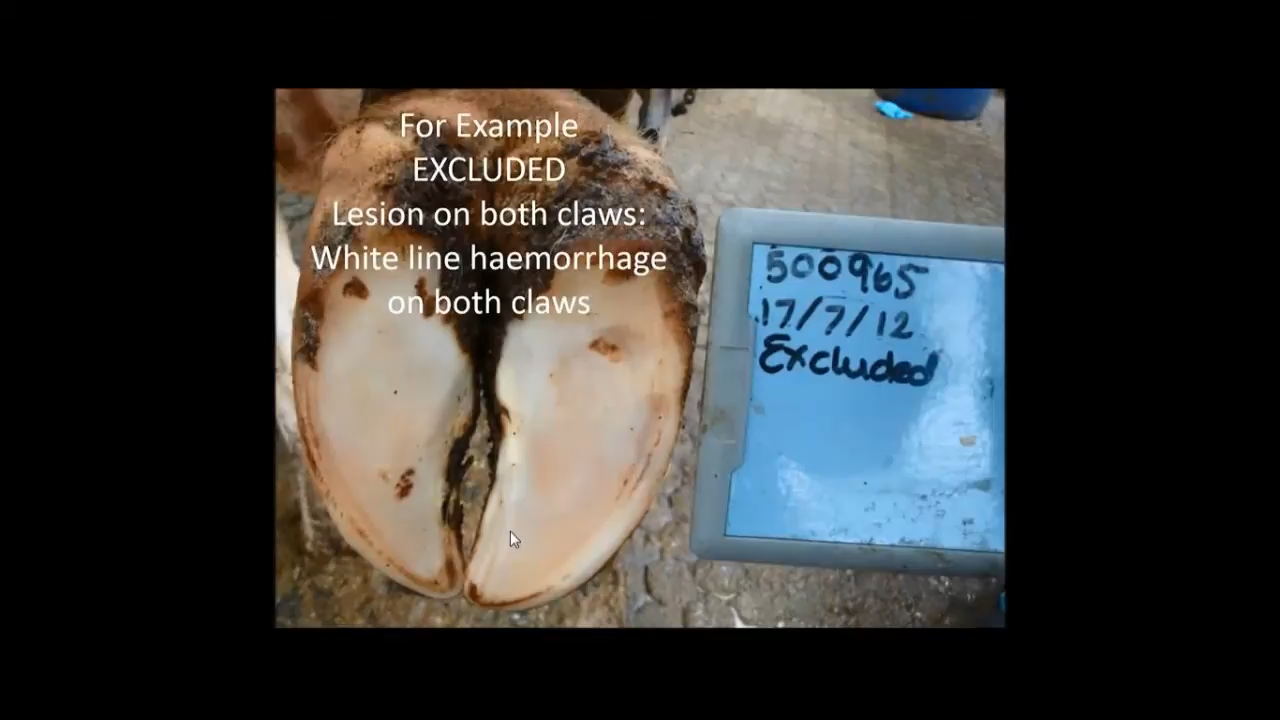 For Example
EXCLUDED
Lesion on both claws:
White line haemorrhage
on both claws
500965
17/7/12
Excluded